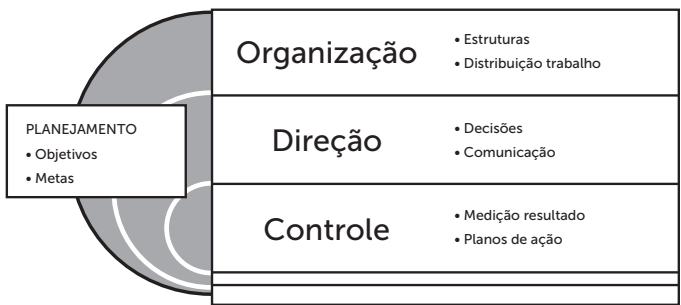 PLANEJAMENTO
• Objetivos
• Metas
Organização
• Estruturas
• Distribuição trabalho
Direção
• Decisões
• Comunicação
Controle
• Medição resultado
• Planos de ação